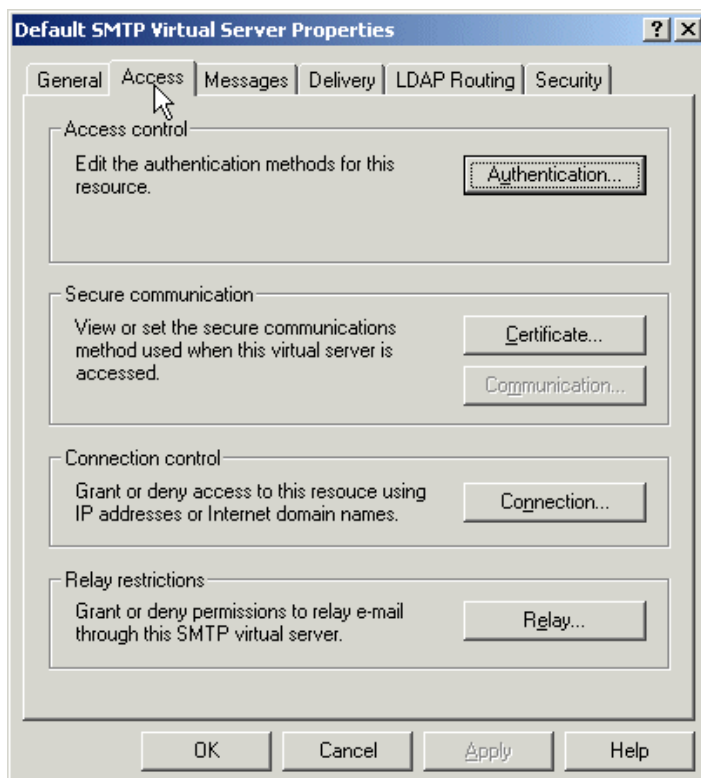 Default SMTP Virtual Server Properties
General Access Messages Delivery LDAP Routing Security
Access control
Edit the authentication methods for this
resource.
Authentication...
Secure communication
View or set the secure communications
method used when this virtual server is
accessed.
Certificate...
Communication...
Connection control
Grant or deny access to this resouce using
IP addresses or Internet domain names.
Connection...
Relay restrictions
Grant or deny permissions to relay e-mail
through this SMTP virtual server.
Relay...
OK Cancel Apply Help